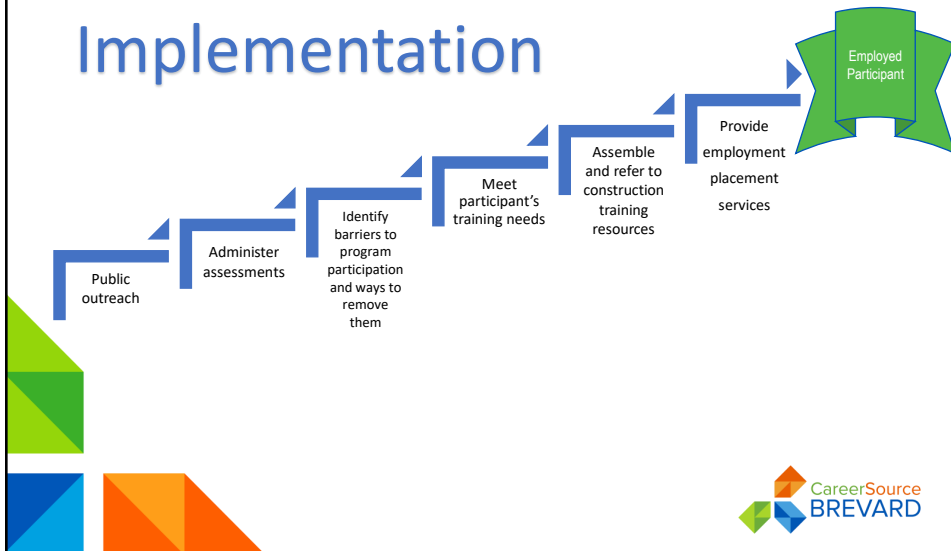 Implementation
Public
outreach
Administer
assessments
Identify
barriers to
program
participation
and ways to
remove
them
Meet
participant’s
training needs
Assemble
and refer to
construction
training
resources
Provide
employment
placement
services
Employed
Participant
CareerSource
BREVARD